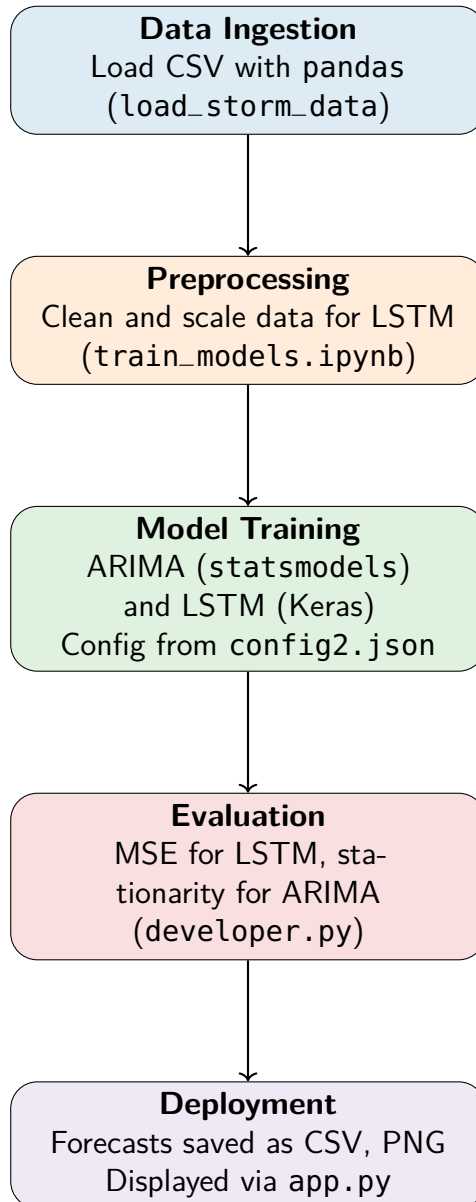 Data Ingestion
Load CSV with pandas
(load_storm_data)
Preprocessing
Clean and scale data for LSTM
(train_models.ipynb)
Model Training
ARIMA (statsmodels)
and LSTM (Keras)
Config from config2.json
Evaluation
MSE for LSTM, sta-
tionarity for ARIMA
(developer.py)
Deployment
Forecasts saved as CSV, PNG
Displayed via app.py